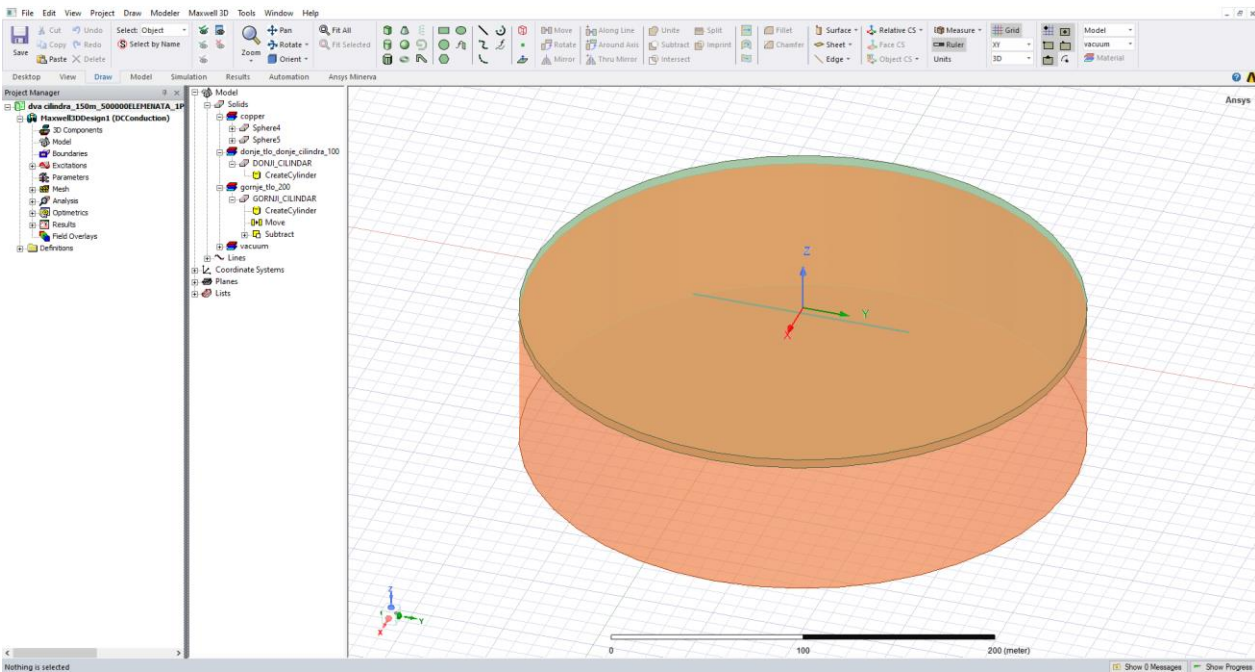 File Edit View Project Draw Modeler Maxwell 3D Tools Window Help
Save
Cut Undo
Copy Redo
Paste Delete
Select: Object
Select by Name
Zoom
Pan
Rotate
Orient
Fit All
Fit Selected
Move Along Line Unite Split Fillet
Rotate Around Axis Subtract Imprint Chamfer
Mirror Thru Mirror Intersect
Surface Relative CS Measure Grid Model
Sheet Face CS Ruler XY vacuum
Edge Object CS Units 3D Material
Desktop View Draw Model Simulation Results Automation Ansys Minerva
Project Manager
dva cilindra_150m_500000ELEMENATA_1P
Maxwell3DDesign1 (DCConduction)
3D Components
Model
Boundaries
Excitations
Parameters
Mesh
Analysis
Optimetrics
Results
Field Overlays
Definitions
Model
Solids
copper
Sphere4
Sphere5
donje_tlo_donje_cilindra_100
DONJI_CILINDAR
CreateCylinder
gornje_tlo_200
GORNJI_CILINDAR
CreateCylinder
Move
Subtract
vacuum
Lines
Coordinate Systems
Planes
Lists
Ansys
Z
Y
X
Z
Y
X
0 100 200 (meter)
Nothing is selected
Show 0 Messages Show Progress